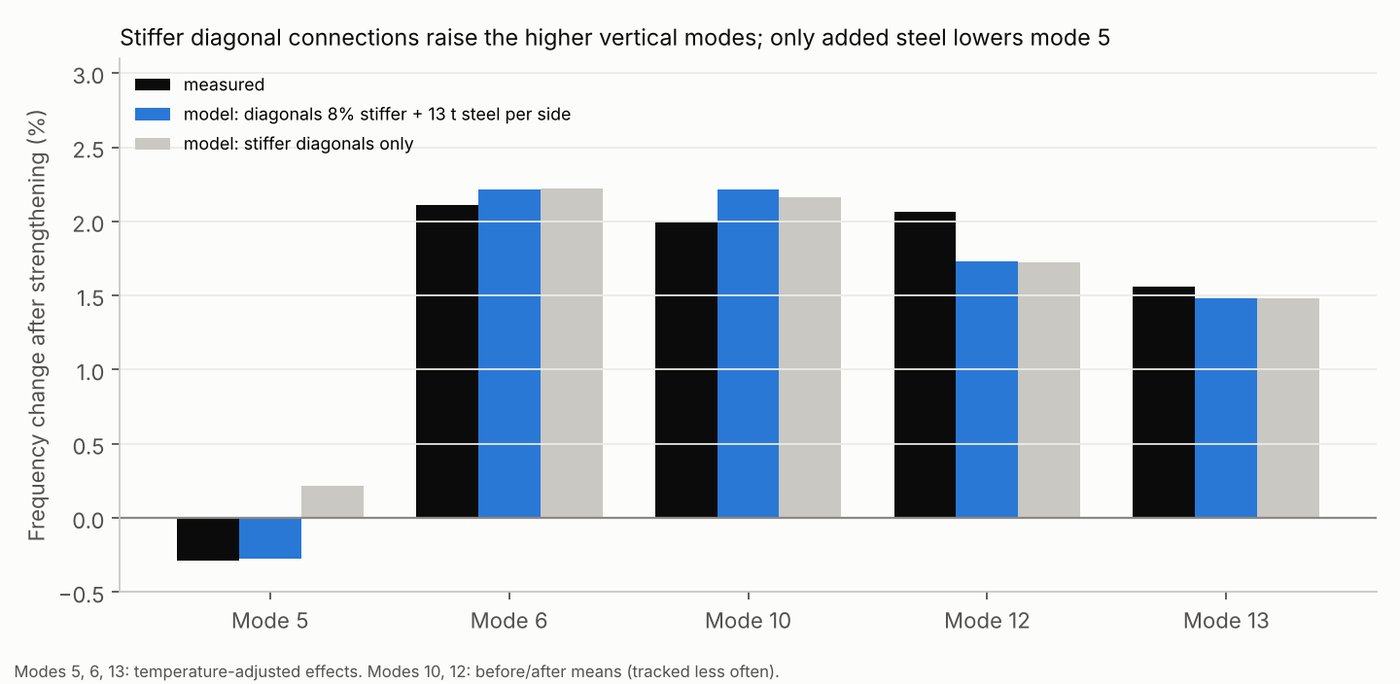 Stiffer diagonal connections raise the higher vertical modes; only added steel lowers mode 5
measured
model: diagonals 8% stiffer + 13 t steel per side
model: stiffer diagonals only
Frequency change after strengthening (%)
3.0
2.5
2.0
1.5
1.0
0.5
0.0
−0.5
Mode 5
Mode 6
Mode 10
Mode 12
Mode 13
Modes 5, 6, 13: temperature-adjusted effects. Modes 10, 12: before/after means (tracked less often).